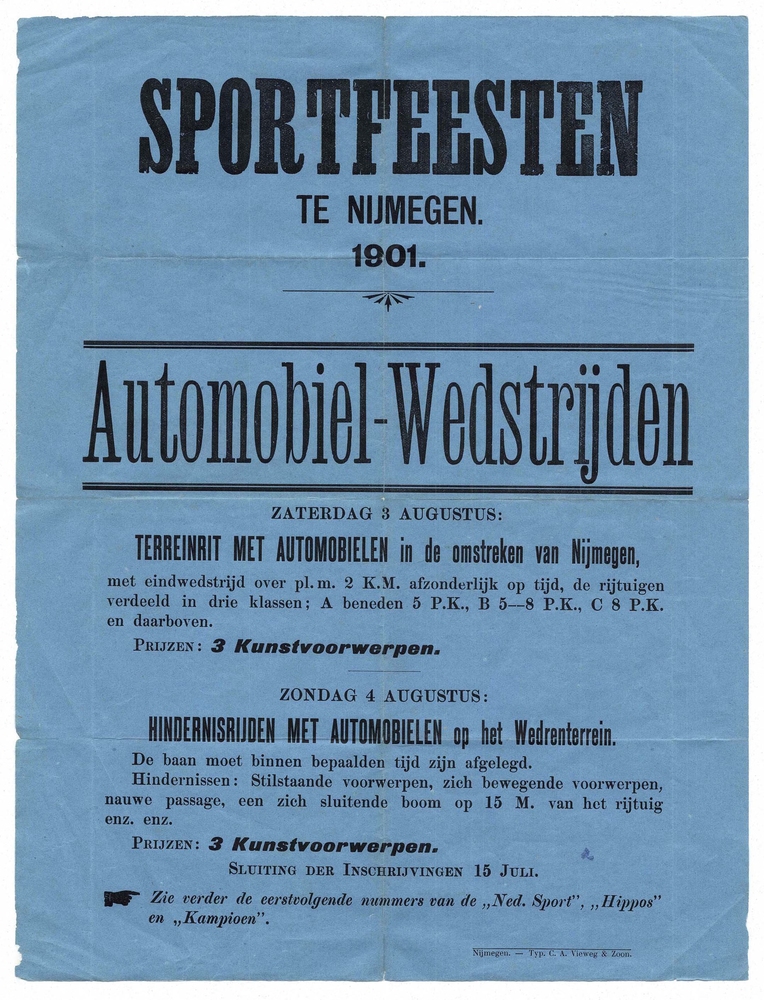 SPORTFEESTEN
TE NIJMEGEN.
1901.
Automobiel-Wedstrijden
ZATERDAG 3 AUGUSTUS:
TERREINRIT MET AUTOMOBIELEN in de omstreken van Nijmegen,
met eindwedstrijd over pl. m. 2 K.M. afzonderlijk op tijd, de rijtuigen
verdeeld in drie klassen; A beneden 5 P.K., B 5—8 P.K., C 8 P.K.
en daarboven.
PRIJZEN: 3 Kunstvoorwerpen.
ZONDAG 4 AUGUSTUS:
HINDERNISRIJDEN MET AUTOMOBIELEN op het Wedrenterrein.
De baan moet binnen bepaalden tijd zijn afgelegd.
Hindernissen: Stilstaande voorwerpen, zich bewegende voorwerpen,
nauwe passage, een zich sluitende boom op 15 M. van het rijtuig
enz. enz.
PRIJZEN: 3 Kunstvoorwerpen.
SLUITING DER INSCHRIJVINGEN 15 JULI.
Zie verder de eerstvolgende nummers van de „Ned. Sport", „Hippos"
en „Kampioen".
Nijmegen. — Typ. C. A. Vieweg & Zoon.